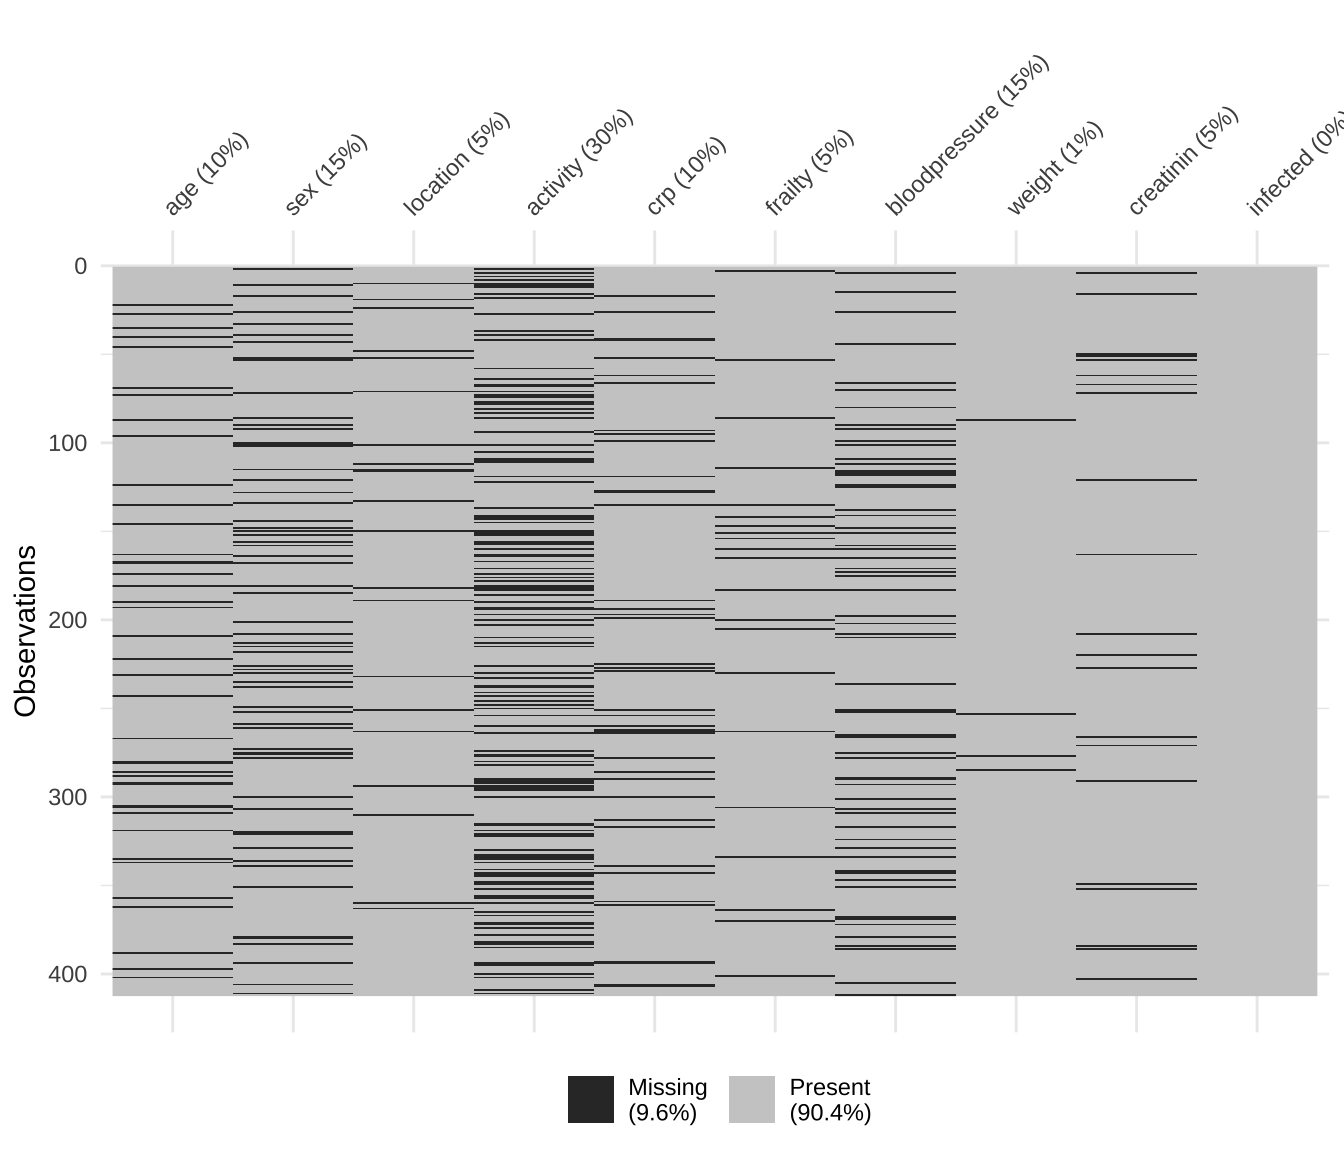 age (10%)
sex (15%)
location (5%)
activity (30%)
crp (10%)
frailty (5%)
bloodpressure (15%)
weight (1%)
creatinin (5%)
infected (0%
0
100
200
300
400
Observations
Missing
(9.6%)
Present
(90.4%)